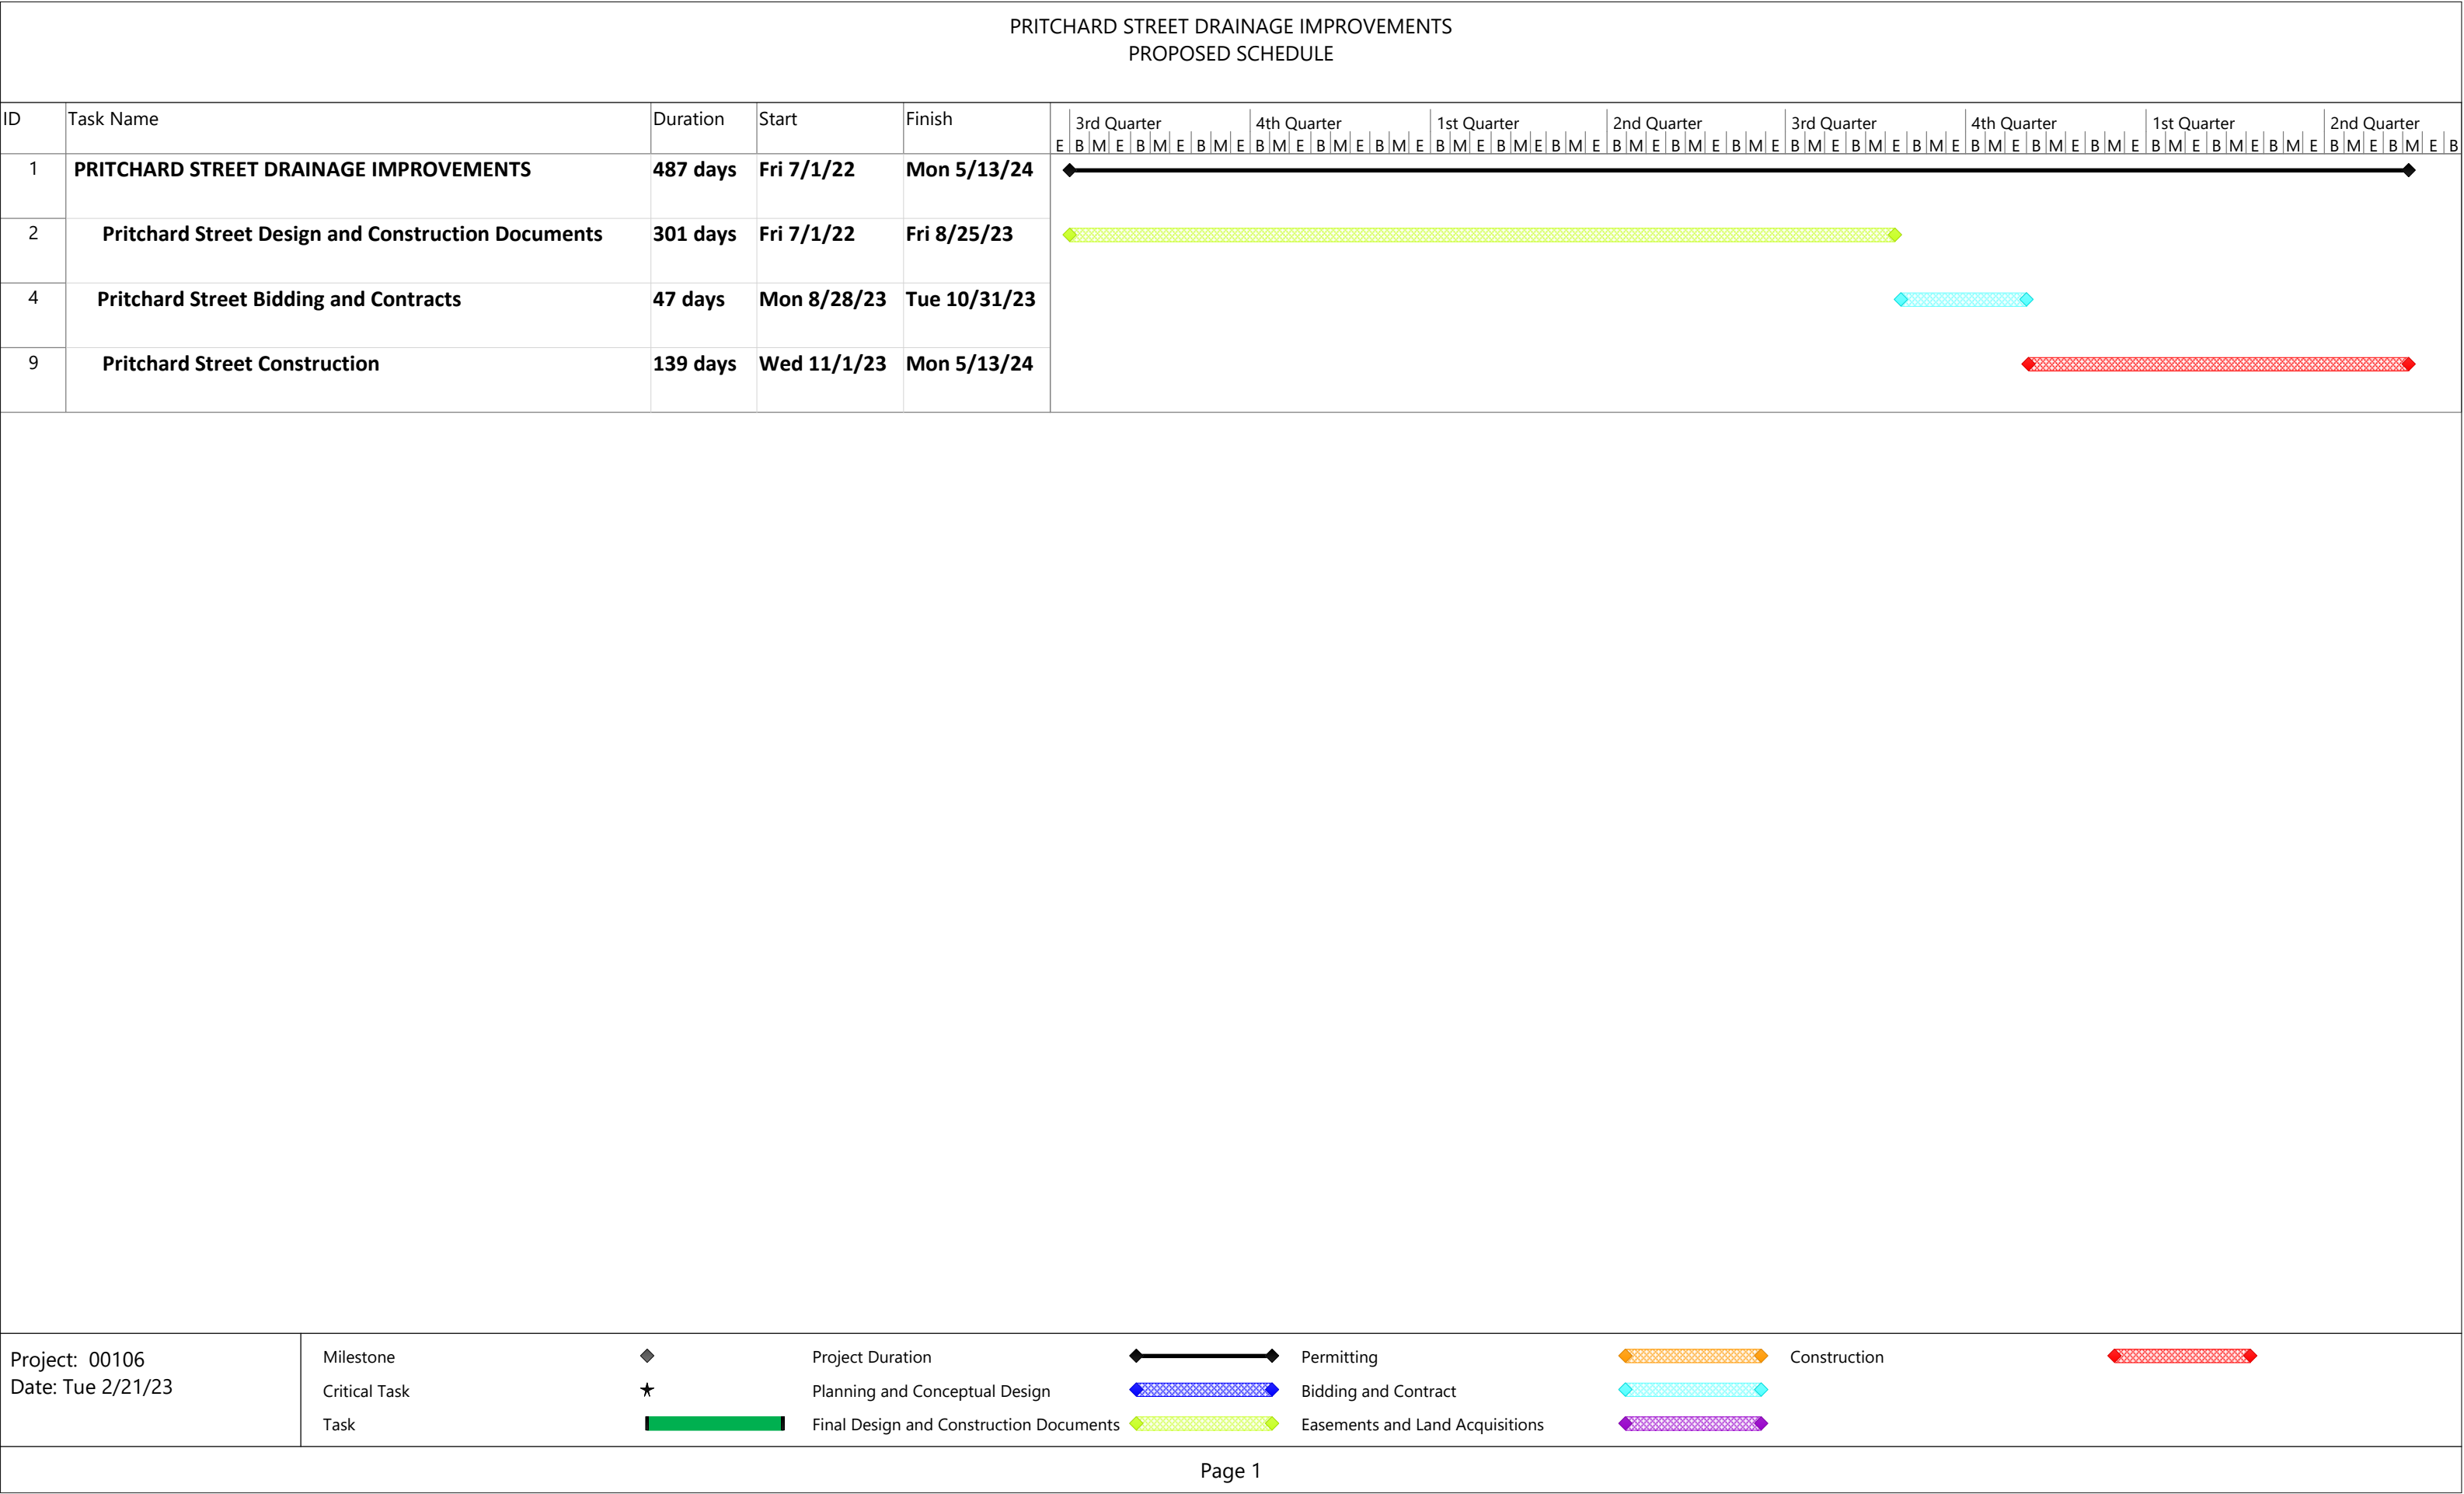 PRITCHARD STREET DRAINAGE IMPROVEMENTS
PROPOSED SCHEDULE
ID Task Name Duration Start Finish 3rd Quarter 4th Quarter 1st Quarter 2nd Quarter 3rd Quarter 4th Quarter 1st Quarter 2nd Quarter
E B M E B M E B M E B M E B M E B M E B M E B M E B M E B M E B M E B M E B M E B M E B M E B M E B M E B M E B M E B M E B M E B M E B M E B M E B M E B
1 PRITCHARD STREET DRAINAGE IMPROVEMENTS 487 days Fri 7/1/22 Mon 5/13/24
2 Pritchard Street Design and Construction Documents 301 days Fri 7/1/22 Fri 8/25/23
4 Pritchard Street Bidding and Contracts 47 days Mon 8/28/23 Tue 10/31/23
9 Pritchard Street Construction 139 days Wed 11/1/23 Mon 5/13/24
Project: 00106
Date: Tue 2/21/23
Milestone Project Duration Permitting Construction
Critical Task Planning and Conceptual Design Bidding and Contract
Task Final Design and Construction Documents Easements and Land Acquisitions
Page 1